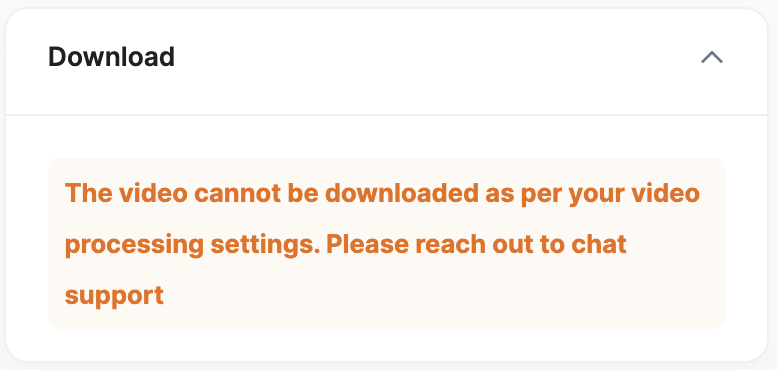 Download
The video cannot be downloaded as per your video
processing settings. Please reach out to chat
support